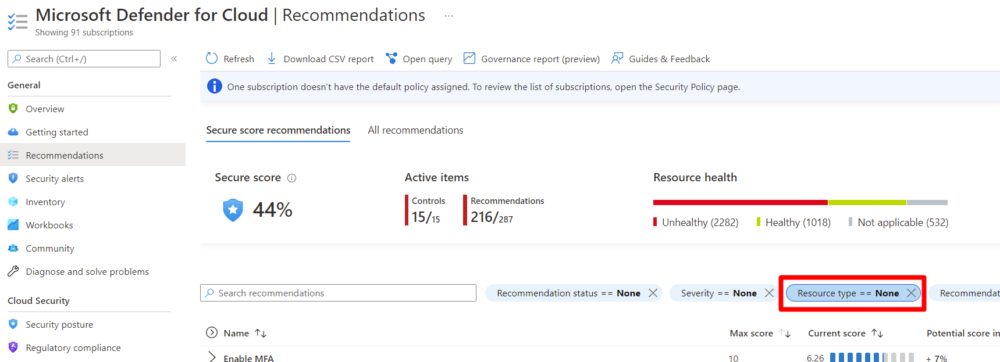 Microsoft Defender for Cloud | Recommendations ...
Showing 91 subscriptions
Search (Ctrl+/)
«
Refresh
Download CSV report
Open query
Governance report (preview)
Guides & Feedback
One subscription doesn't have the default policy assigned. To review the list of subscriptions, open the Security Policy page.
General
Overview
Getting started
Recommendations
Security alerts
Inventory
Workbooks
Community
Diagnose and solve problems
Cloud Security
Security posture
Regulatory compliance
Secure score recommendations
All recommendations
Secure score
44%
Active items
Controls
15/15
Recommendations
216/287
Resource health
Unhealthy (2282)
Healthy (1018)
Not applicable (532)
Search recommendations
Recommendation status == None
Severity == None
Resource type == None
Recommendat
Name
Max score
Current score
Potential score in
Enable MFA
10
6.26
+ 7%